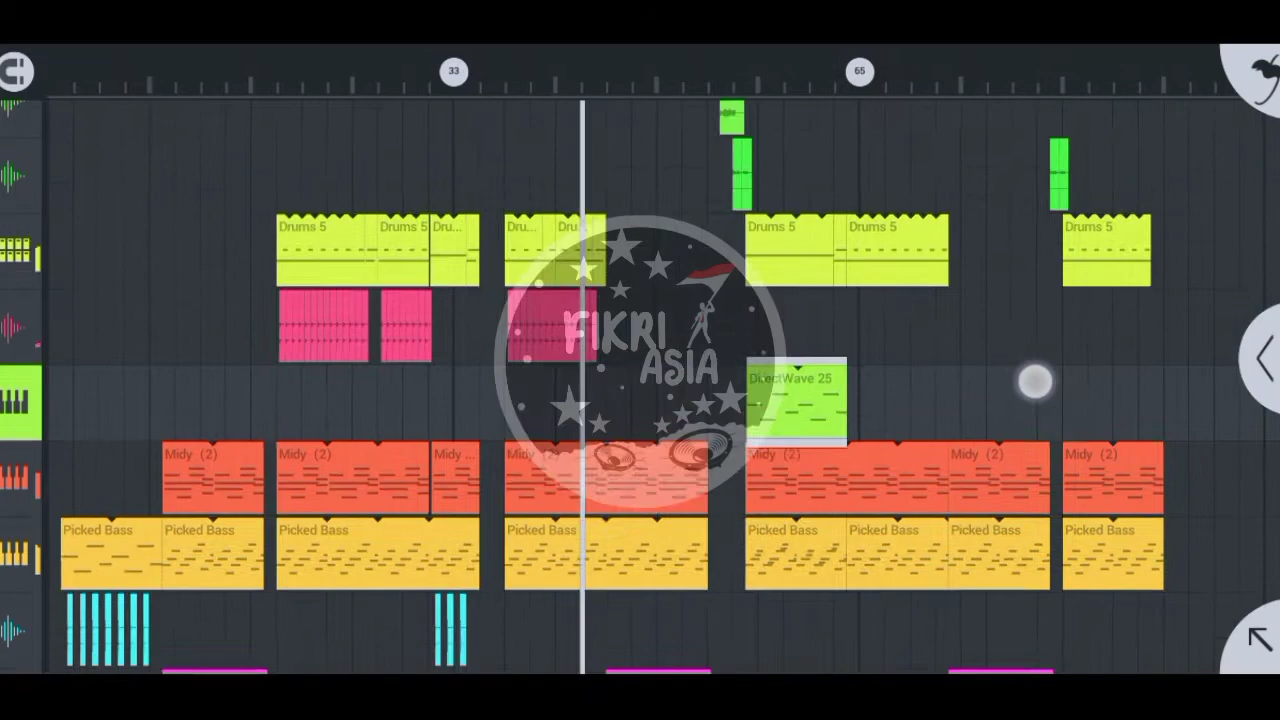 33
65
Drums 5
Drums 5
Dru...
Dru...
Dru
Drums 5
Drums 5
Drums 5
FIKRI
ASIA
DirectWave 25
Midy (2)
Midy (2)
Midy ...
Midy (2)
Midy (2)
Midy (2)
Midy (2)
Picked Bass
Picked Bass
Picked Bass
Picked Bass
Picked Bass
Picked Bass
Picked Bass
Picked Bass